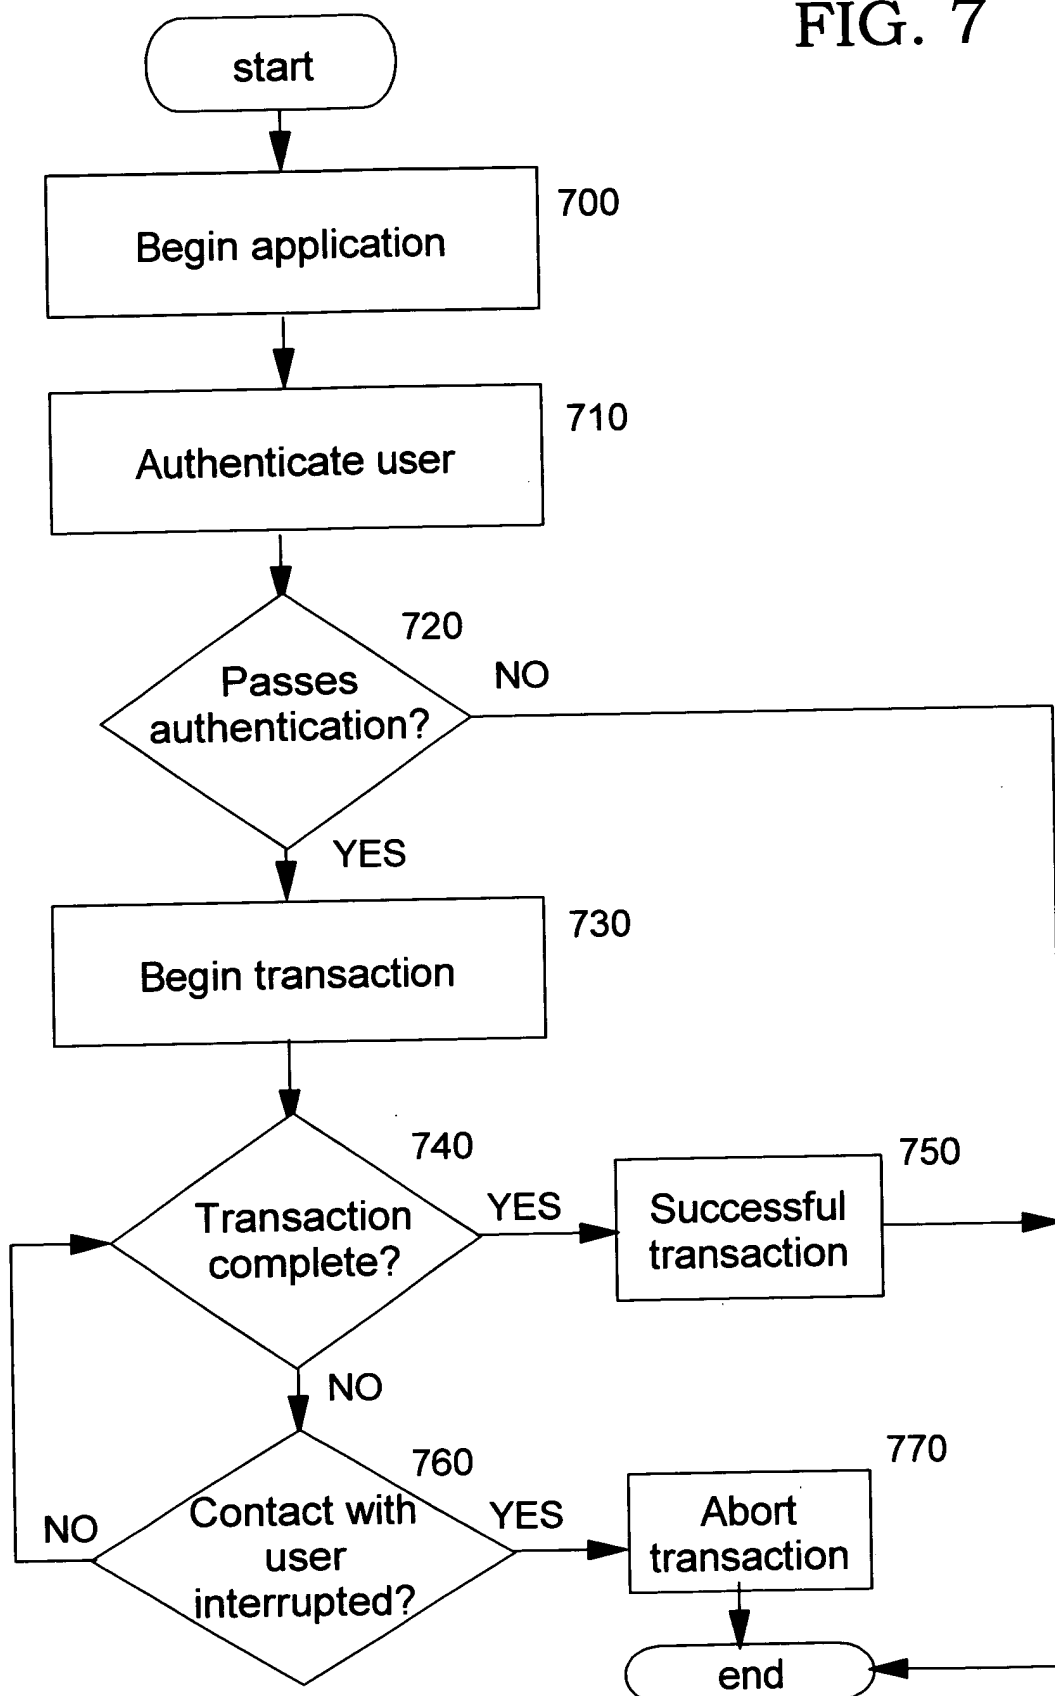 FIG. 7
start
700
Begin application
710
Authenticate user
720
Passes
authentication?
NO
YES
730
Begin transaction
740
Transaction
complete?
YES
750
Successful
transaction
NO
760
Contact with
user
interrupted?
NO
YES
770
Abort
transaction
end